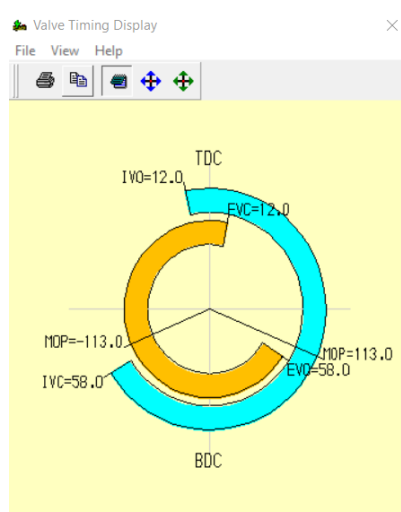 Valve Timing Display
File View Help
TDC
IVO=12.0
EVC=12.0
MOP=-113.0
MOP=113.0
EVO=58.0
IVC=58.0
BDC